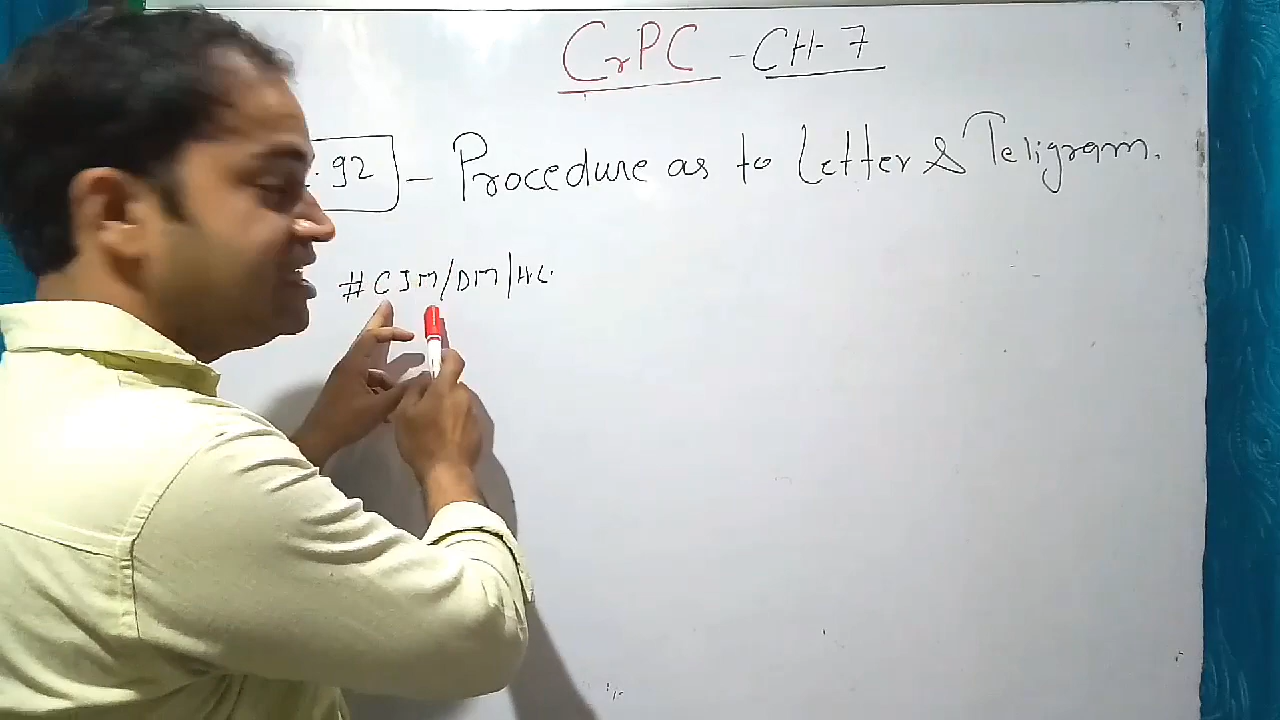 CrPC - CH-7
. 92 - Procedure as to Letter & Teligram.
# CJM/DM/HC.